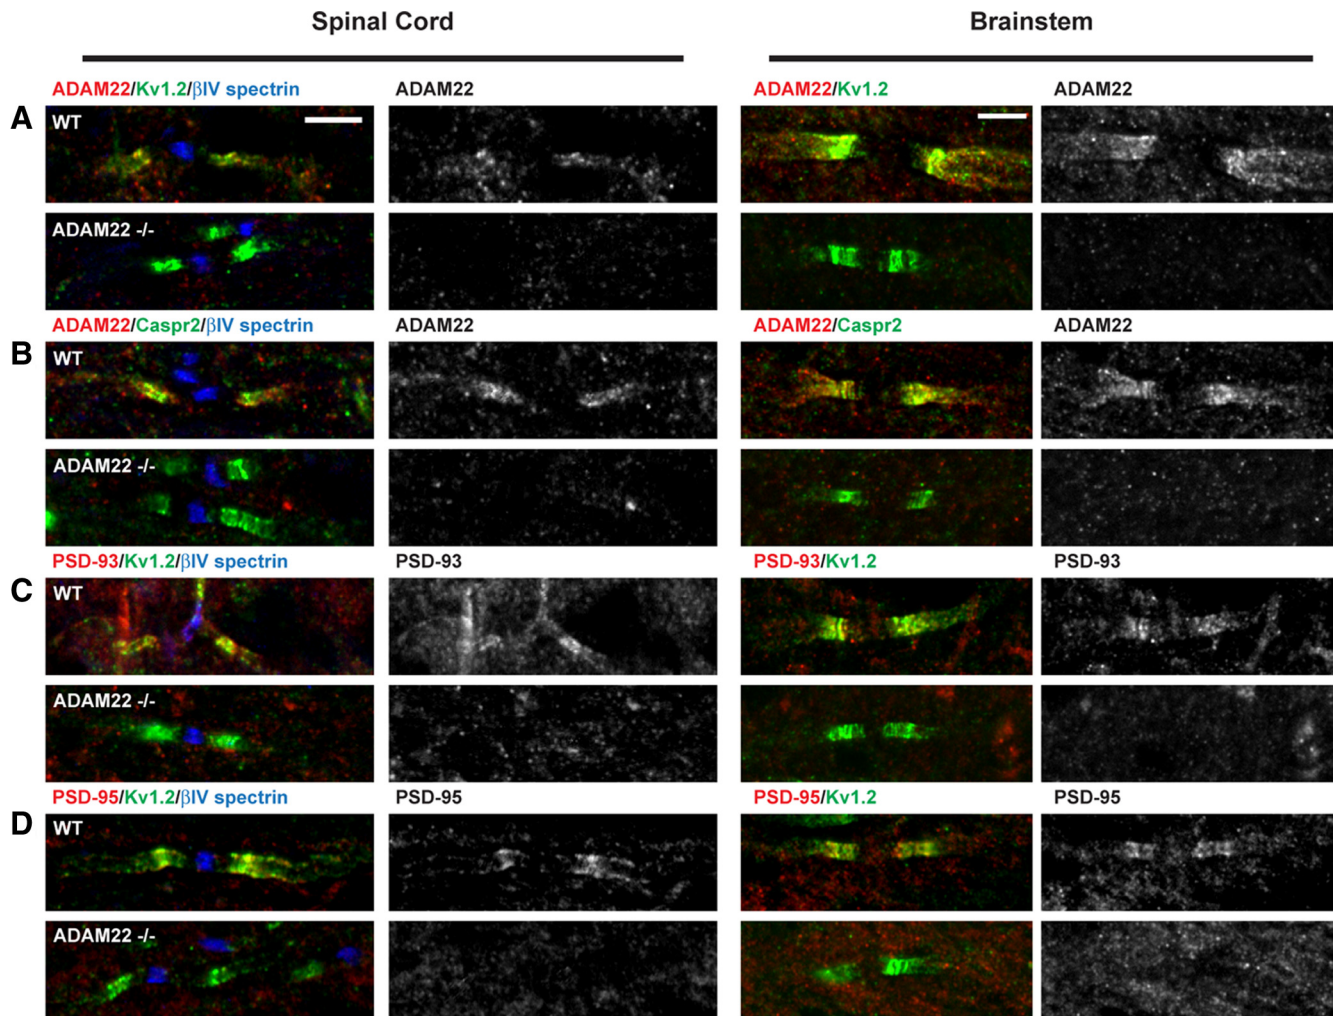 Spinal Cord Brainstem
ADAM22/Kv1.2/βIV spectrin ADAM22 ADAM22/Kv1.2 ADAM22
A
WT
ADAM22 -/-
ADAM22/Caspr2/βIV spectrin ADAM22 ADAM22/Caspr2 ADAM22
B
WT
ADAM22 -/-
PSD-93/Kv1.2/βIV spectrin PSD-93 PSD-93/Kv1.2 PSD-93
C
WT
ADAM22 -/-
PSD-95/Kv1.2/βIV spectrin PSD-95 PSD-95/Kv1.2 PSD-95
D
WT
ADAM22 -/-